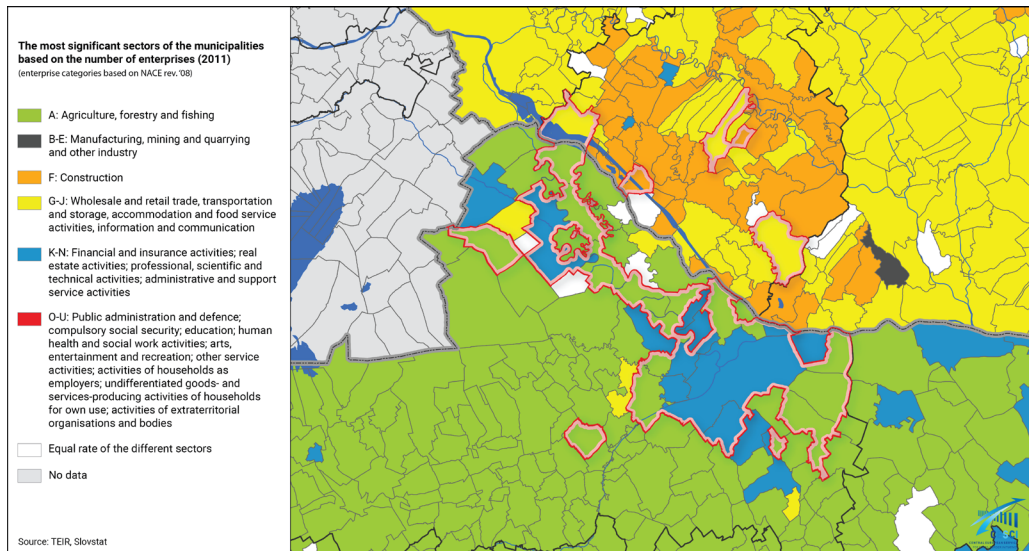 The most significant sectors of the municipalities
based on the number of enterprises (2011)
(enterprise categories based on NACE rev.'08)
A: Agriculture, forestry and fishing
B-E: Manufacturing, mining and quarrying
and other industry
F: Construction
G-J: Wholesale and retail trade, transportation
and storage, accommodation and food service
activities, information and communication
K-N: Financial and insurance activities; real
estate activities; professional, scientific and
technical activities; administrative and support
service activities
O-U: Public administration and defence;
compulsory social security; education; human
health and social work activities; arts,
entertainment and recreation; other service
activities; activities of households as
employers; undifferentiated goods- and
services-producing activities of households
for own use; activities of extraterritorial
organisations and bodies
Equal rate of the different sectors
No data
Source: TEIR, Slovstat